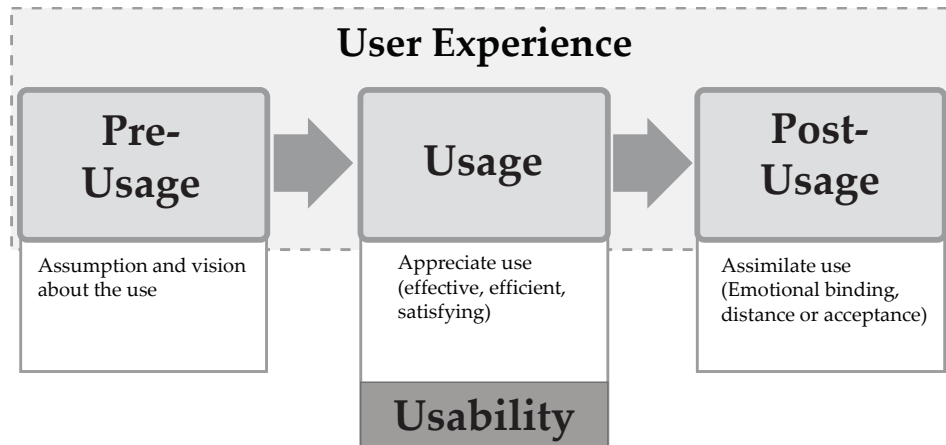 User Experience
Pre-
Usage
Assumption and vision
about the use
Usage
Appreciate use
(effective, efficient,
satisfying)
Usability
Post-
Usage
Assimilate use
(Emotional binding,
distance or acceptance)